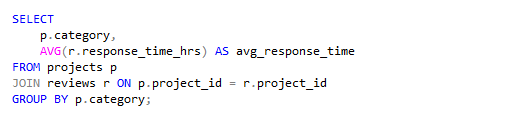 SELECT
    p.category,
    AVG(r.response_time_hrs) AS avg_response_time
FROM projects p
JOIN reviews r ON p.project_id = r.project_id
GROUP BY p.category;